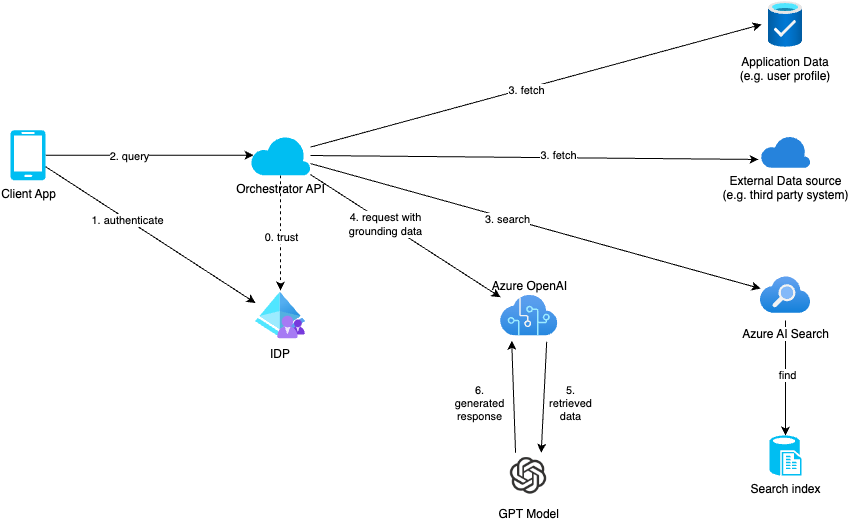 Application Data
(e.g. user profile)
3. fetch
2. query
3. fetch
Client App
Orchestrator API
External Data source
(e.g. third party system)
1. authenticate
0. trust
4. request with
grounding data
3. search
Azure OpenAI
IDP
Azure AI Search
find
6.
generated
response
5.
retrieved
data
Search index
GPT Model